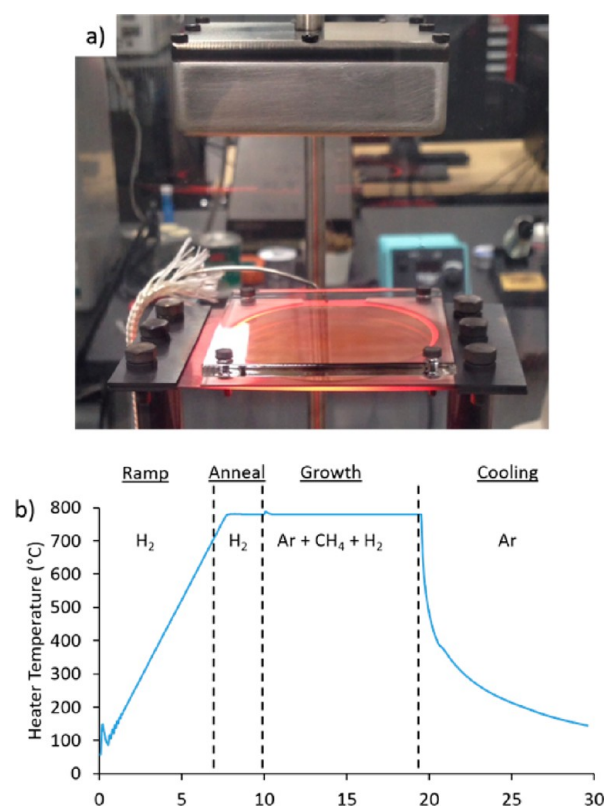 a)
Ramp Anneal Growth Cooling
b)
800
700
600
500
400
300
200
100
0
Heater Temperature (°C)
H₂ H₂ Ar + CH₄ + H₂ Ar
0 5 10 15 20 25 30